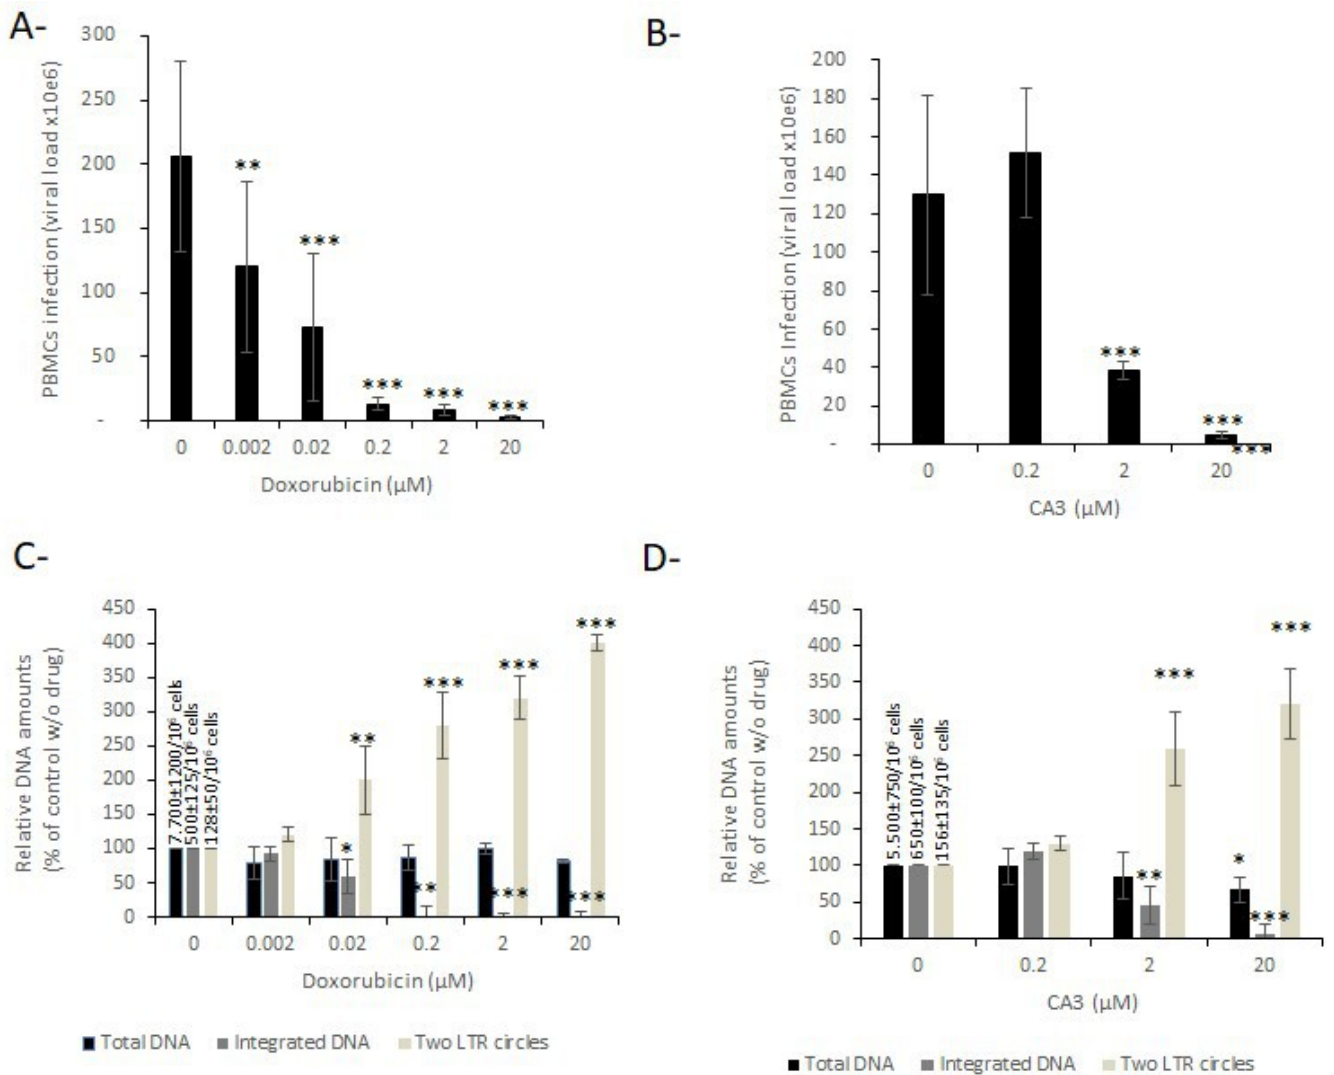 A-
PBMCs infection (viral load x10e6)
300
250
200
150
100
50
-
**
***
***
***
***
0 0.002 0.02 0.2 2 20
Doxorubicin (µM)
B-
PBMCs Infection (viral load x10e6)
200
180
160
140
120
100
80
60
40
20
-
***
***
***
0 0.2 2 20
CA3 (µM)
C-
Relative DNA amounts
(% of control w/o drug)
450
400
350
300
250
200
150
100
50
0
7.700±1200/10⁶ cells
500±125/10⁶ cells
128±50/10⁶ cells
*
**
**
***
***
***
***
***
0 0.002 0.02 0.2 2 20
Doxorubicin (µM)
Total DNA Integrated DNA Two LTR circles
D-
Relative DNA amounts
(% of control w/o drug)
450
400
350
300
250
200
150
100
50
0
5.500±750/10⁶ cells
650±100/10⁶ cells
156±135/10⁶ cells
**
***
*
***
***
0 0.2 2 20
CA3 (µM)
Total DNA Integrated DNA Two LTR circles